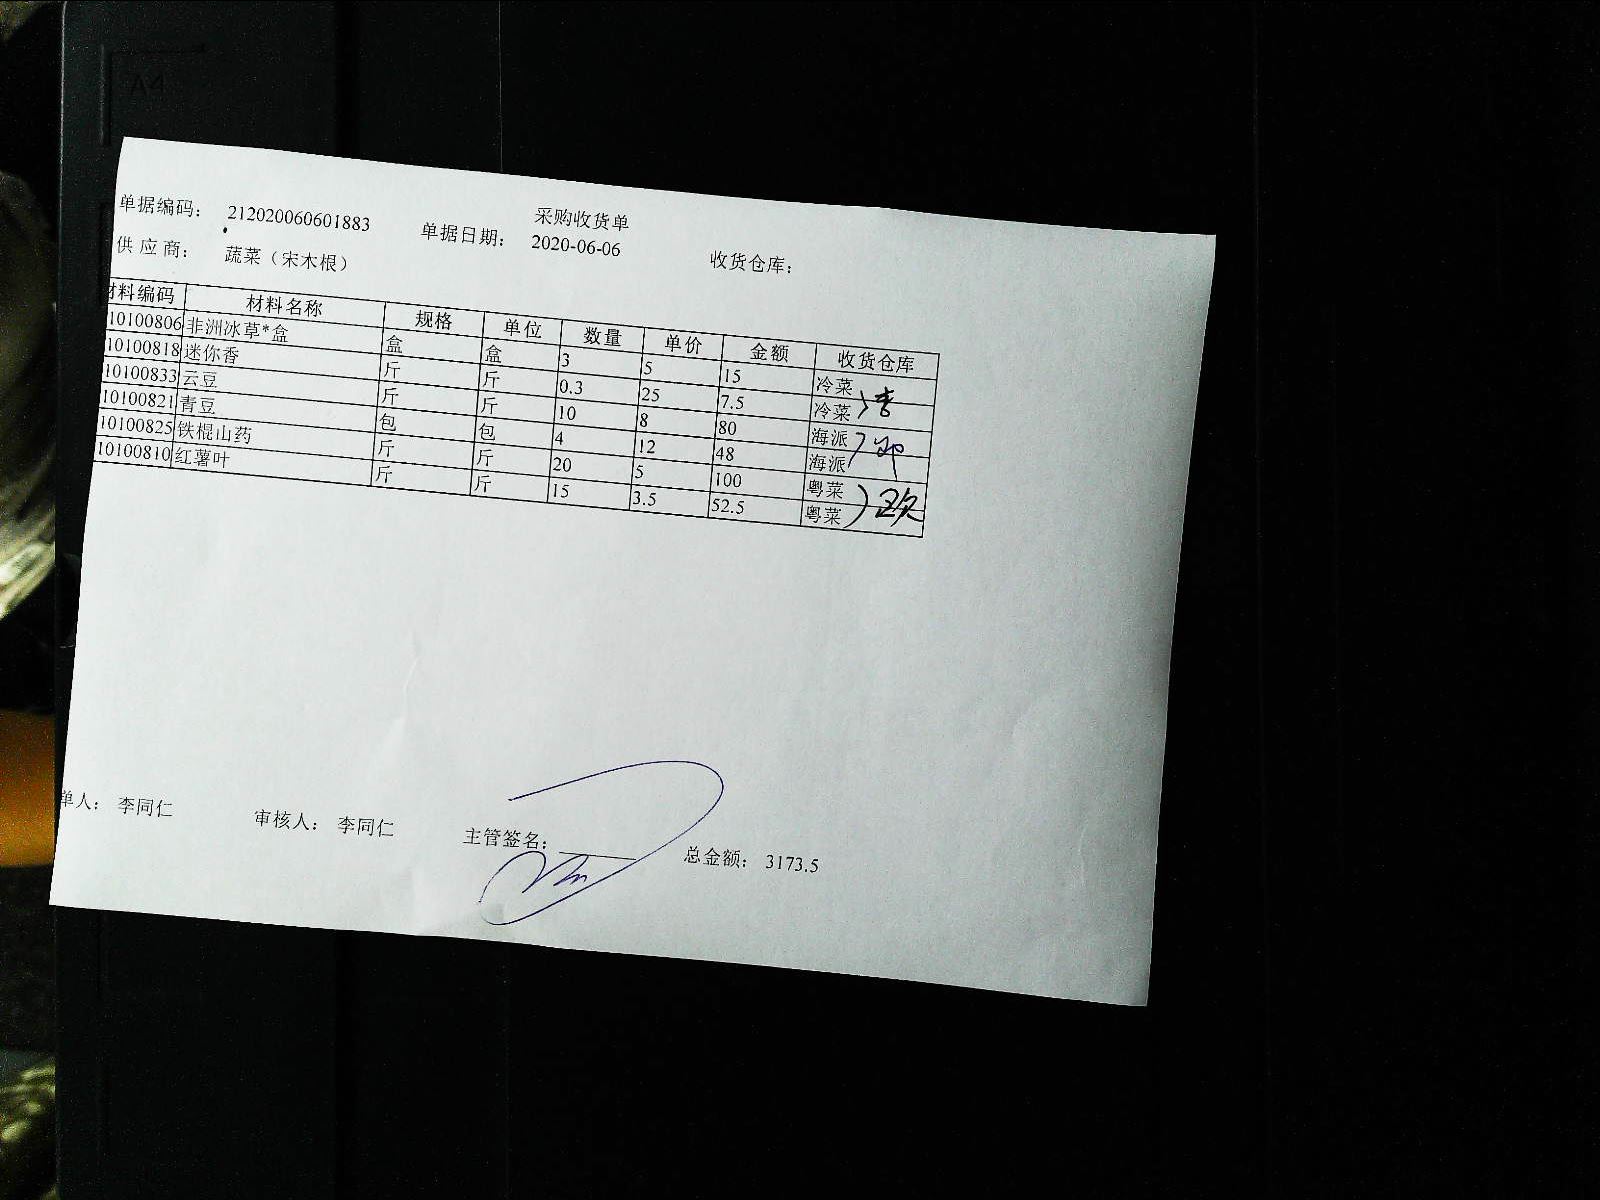 A4
采购收货单
单据编码： 212020060601883 单据日期： 2020-06-06 收货仓库：
供应商： 蔬菜（宋木根）
材料编码 材料名称 规格 单位 数量 单价 金额 收货仓库
10100806 非洲冰草*盒 盒 盒 3 5 15 冷菜
10100818 迷你香 斤 斤 0.3 25 7.5 冷菜
10100833 云豆 斤 斤 10 8 80 海派
10100821 青豆 包 包 4 12 48 海派
10100825 铁棍山药 斤 斤 20 5 100 粤菜
10100810 红薯叶 斤 斤 15 3.5 52.5 粤菜
欧
单人： 李同仁 审核人： 李同仁 主管签名： 总金额： 3173.5